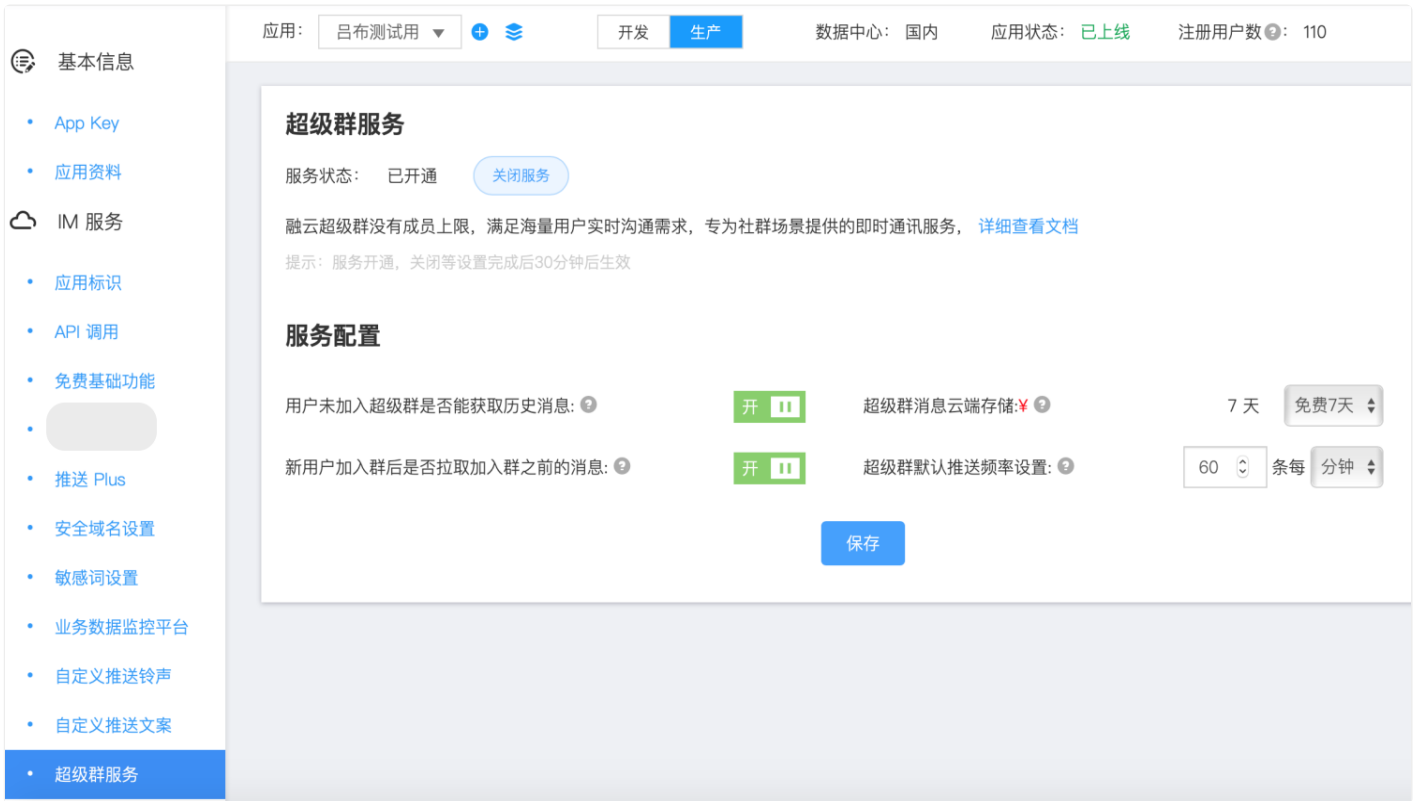 应用： 吕布测试用 开发 生产 数据中心： 国内 应用状态： 已上线 注册用户数： 110
基本信息
App Key
应用资料
IM 服务
应用标识
API 调用
免费基础功能
推送 Plus
安全域名设置
敏感词设置
业务数据监控平台
自定义推送铃声
自定义推送文案
超级群服务
超级群服务
服务状态： 已开通 关闭服务
融云超级群没有成员上限，满足海量用户实时沟通需求，专为社群场景提供的即时通讯服务， 详细查看文档
提示：服务开通，关闭等设置完成后30分钟后生效
服务配置
用户未加入超级群是否能获取历史消息: 开 超级群消息云端存储:¥ 7 天 免费7天
新用户加入群后是否拉取加入群之前的消息: 开 超级群默认推送频率设置: 60 条每 分钟
保存